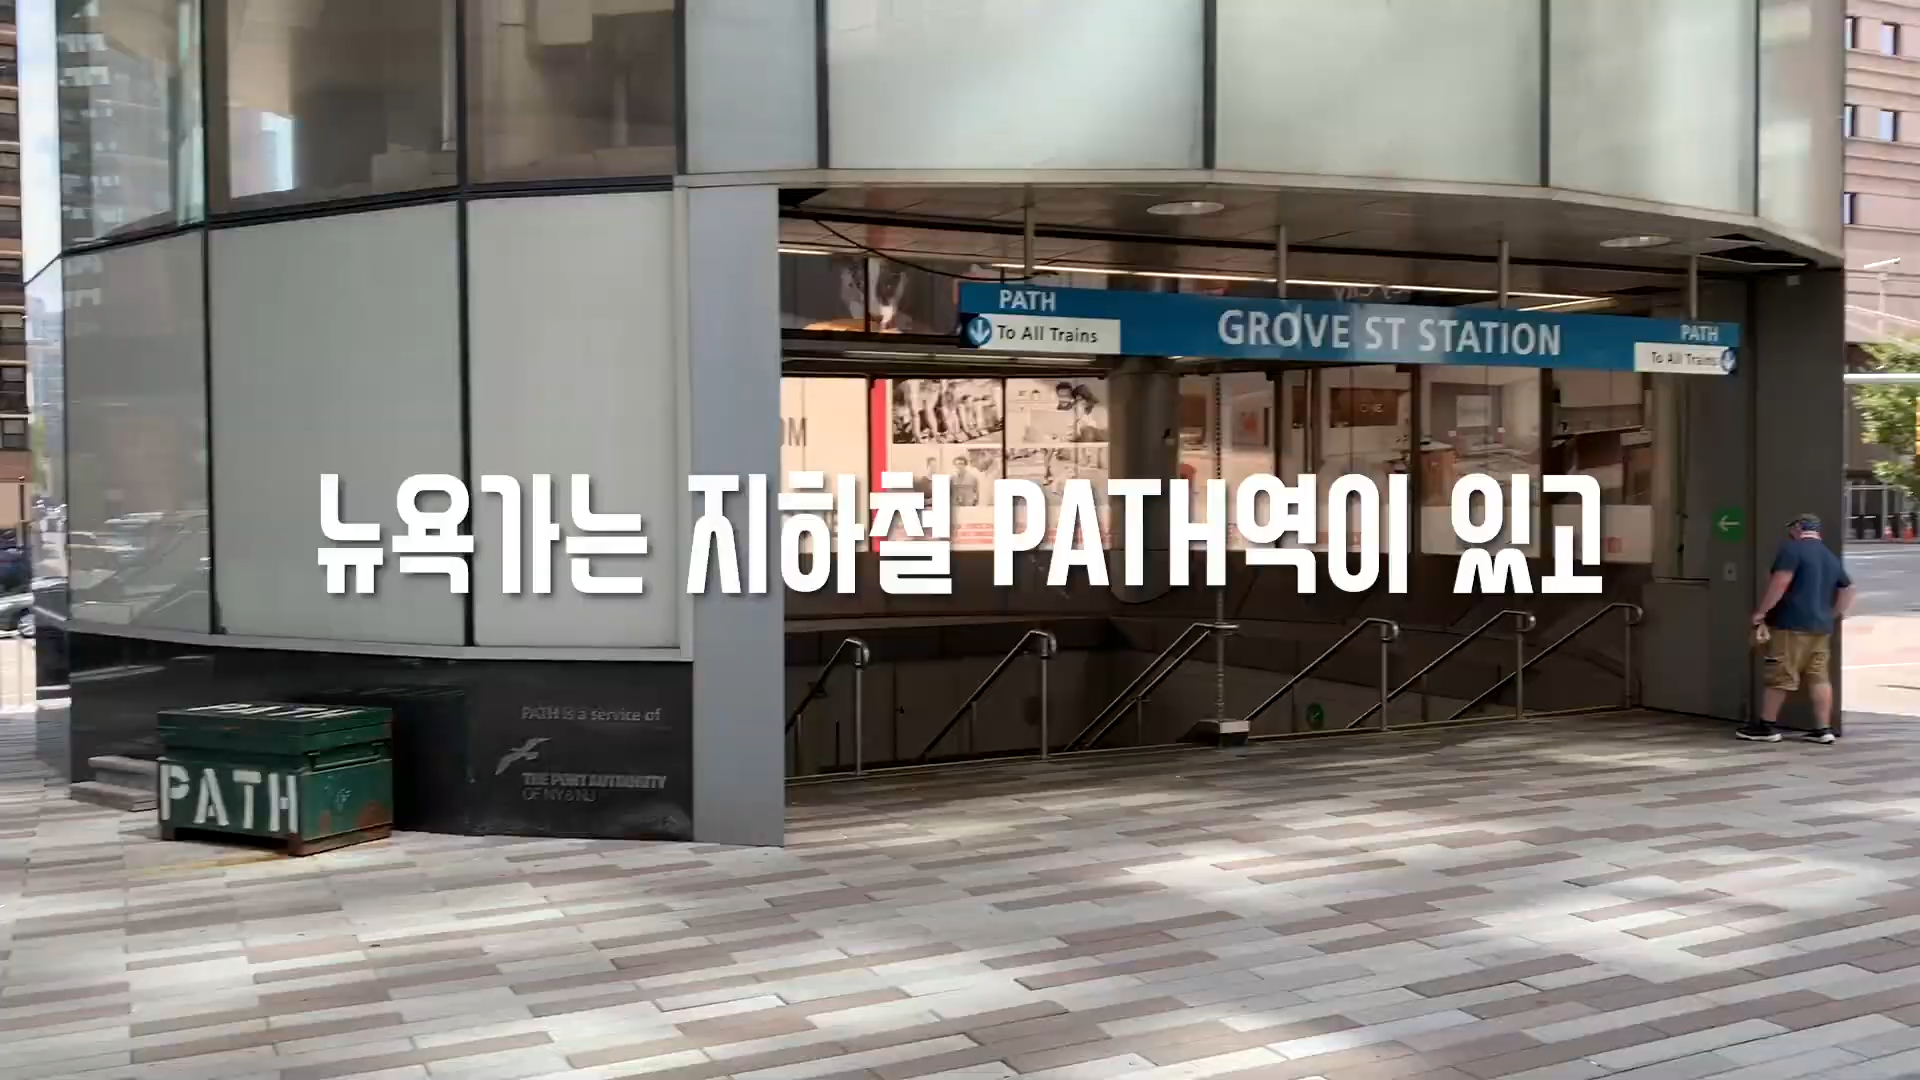 PATH
To All Trains
GROVE ST STATION
PATH
To All Trains
뉴욕가는 지하철 PATH역이 있고
PATH is a service of
THE PORT AUTHORITY
OF NY & NJ
PATH